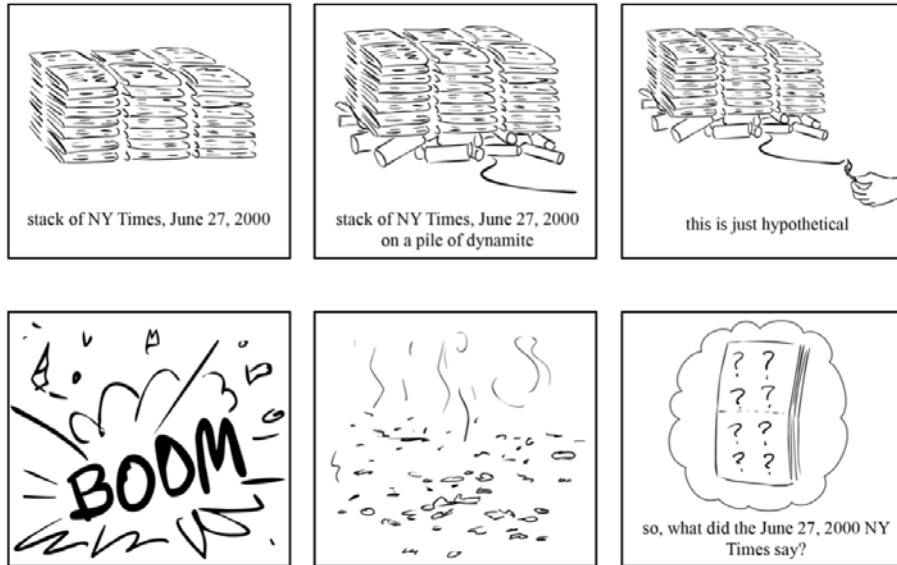 stack of NY Times, June 27, 2000
stack of NY Times, June 27, 2000
on a pile of dynamite
this is just hypothetical
BOOM
? ?
? ?
? ?
? ?
so, what did the June 27, 2000 NY
Times say?